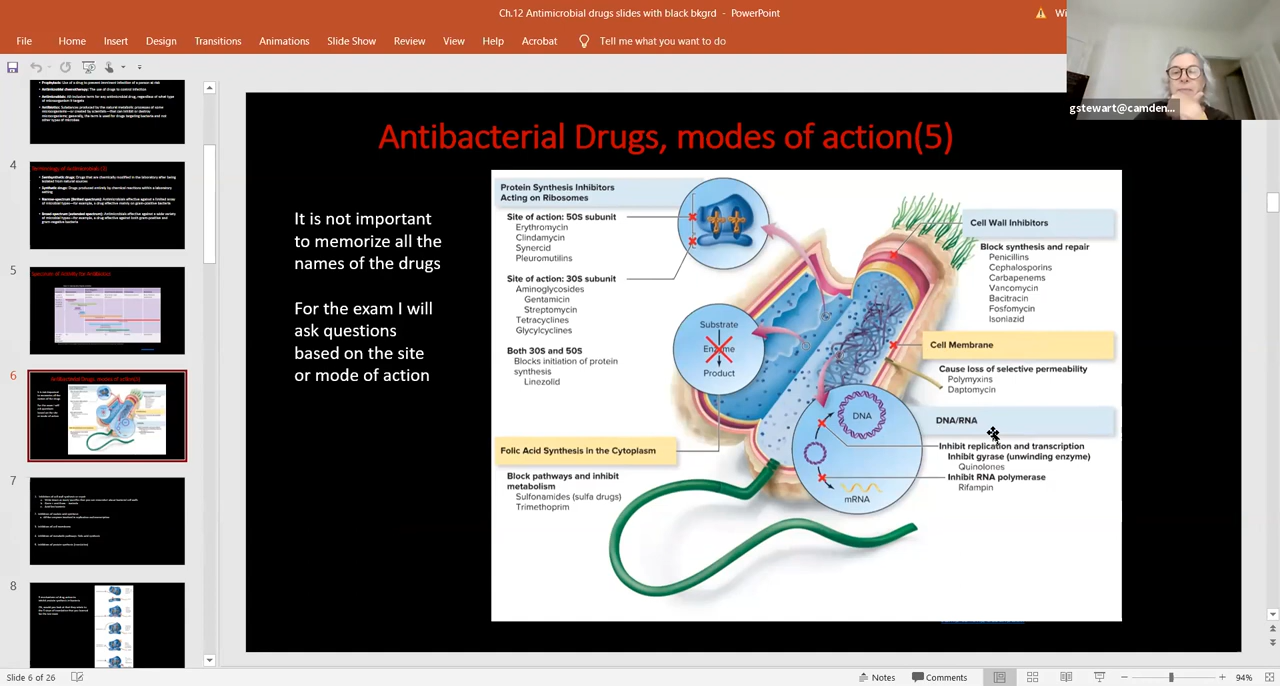 Ch.12 Antimicrobial drugs slides with black bkgrd - PowerPoint
Wi
File Home Insert Design Transitions Animations Slide Show Review View Help Acrobat Tell me what you want to do
gstewart@camden...
4
5
6
7
8
Antibacterial Drugs, modes of action(5)
It is not important
to memorize all the
names of the drugs
For the exam I will
ask questions
based on the site
or mode of action
Protein Synthesis Inhibitors
Acting on Ribosomes
Site of action: 50S subunit
Erythromycin
Clindamycin
Synercid
Pleuromutilins
Site of action: 30S subunit
Aminoglycosides
Gentamicin
Streptomycin
Tetracyclines
Glycylcyclines
Both 30S and 50S
Blocks initiation of protein
synthesis
Linezolid
Substrate
Enzyme
Product
Folic Acid Synthesis in the Cytoplasm
Block pathways and inhibit
metabolism
Sulfonamides (sulfa drugs)
Trimethoprim
Cell Wall Inhibitors
Block synthesis and repair
Penicillins
Cephalosporins
Carbapenems
Vancomycin
Bacitracin
Fosfomycin
Isoniazid
Cell Membrane
Cause loss of selective permeability
Polymyxins
Daptomycin
DNA/RNA
Inhibit replication and transcription
Inhibit gyrase (unwinding enzyme)
Quinolones
Inhibit RNA polymerase
Rifampin
DNA
mRNA
Slide 6 of 26
Notes Comments
94%